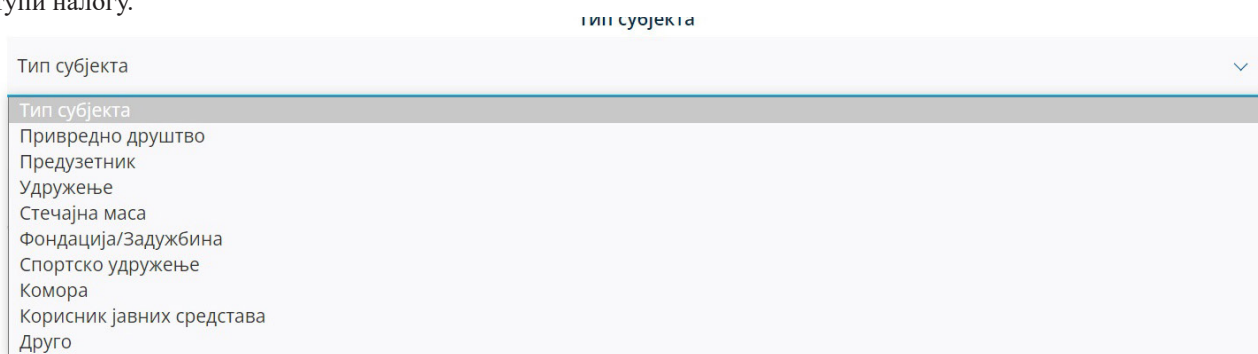 налогу.
Тип субјекта
Тип субјекта
Тип субјекта
Привредно друштво
Предузетник
Удружење
Стечајна маса
Фондација/Задужбина
Спортско удружење
Комора
Корисник јавних средстава
Друго